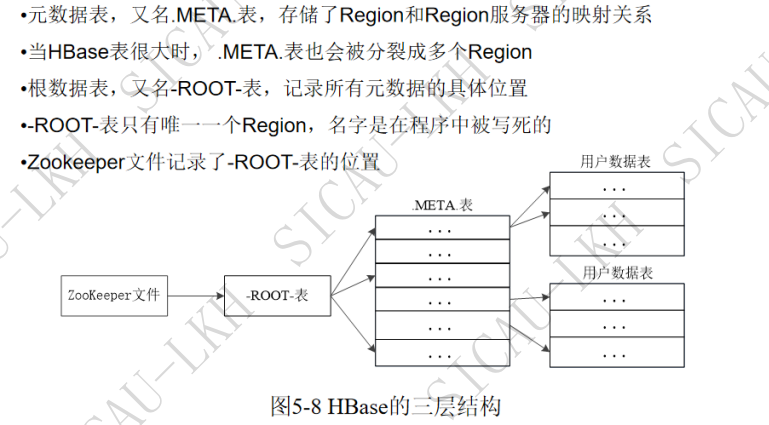 •元数据表，又名.META.表，存储了Region和Region服务器的映射关系
•当HBase表很大时， .META.表也会被分裂成多个Region
•根数据表，又名-ROOT-表，记录所有元数据的具体位置
•-ROOT-表只有唯一一个Region，名字是在程序中被写死的
•Zookeeper文件记录了-ROOT-表的位置
用户数据表
...
...
...
.META.表
...
...
...
...
...
...
ZooKeeper文件
-ROOT-表
用户数据表
...
...
...
图5-8 HBase的三层结构
SICAU-LKH
SICAU-LKH
SICAU-LKH
SICAU-LKH